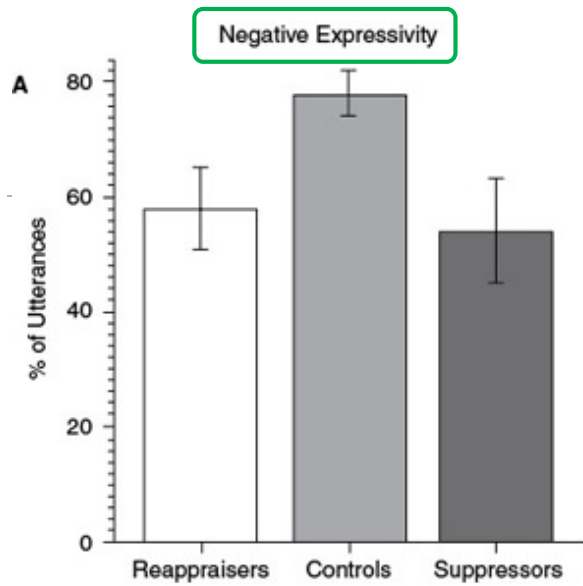 Negative Expressivity
A
80
60
40
20
0
% of Utterances
Reappraisers Controls Suppressors